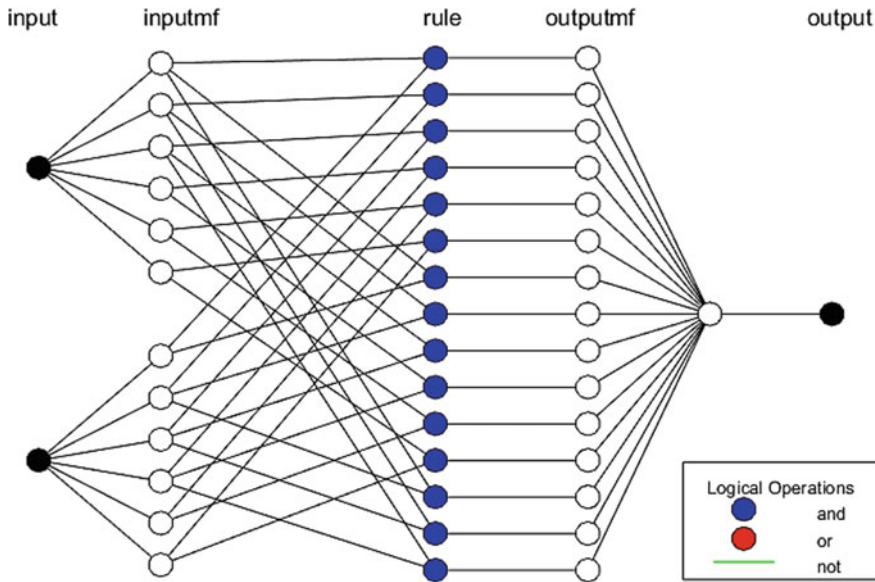 input inputmf rule outputmf output
Logical Operations
and
or
not